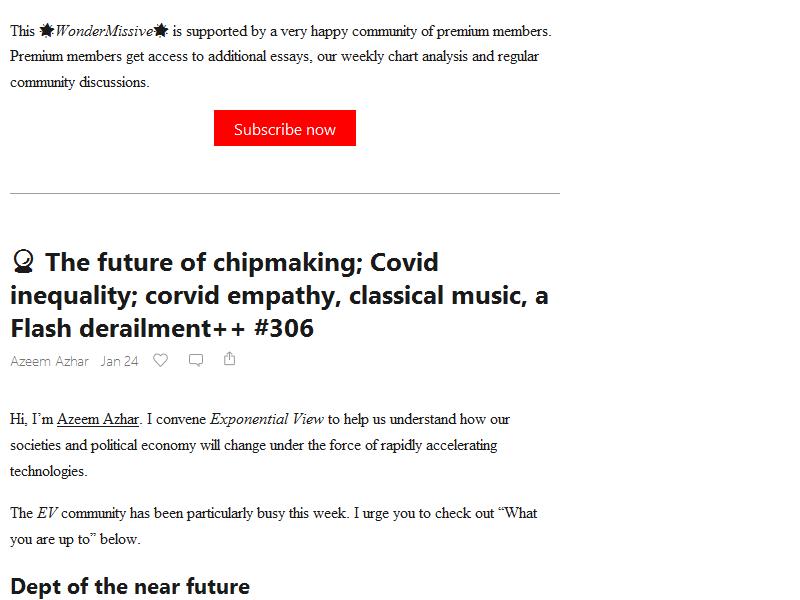 This ✷WonderMissive✷ is supported by a very happy community of premium members.
Premium members get access to additional essays, our weekly chart analysis and regular
community discussions.
Subscribe now
🔮 The future of chipmaking; Covid
inequality; corvid empathy, classical music, a
Flash derailment++ #306
Azeem Azhar Jan 24
Hi, I’m Azeem Azhar. I convene Exponential View to help us understand how our
societies and political economy will change under the force of rapidly accelerating
technologies.
The EV community has been particularly busy this week. I urge you to check out “What
you are up to” below.
Dept of the near future